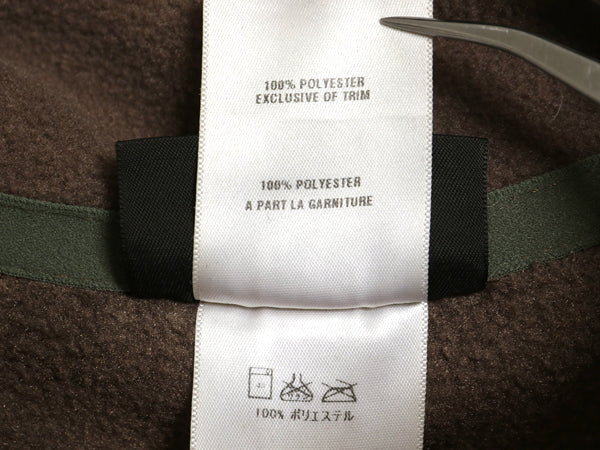 100% POLYESTER
EXCLUSIVE OF TRIM
100% POLYESTER
A PART LA GARNITURE
100% ポリエステル